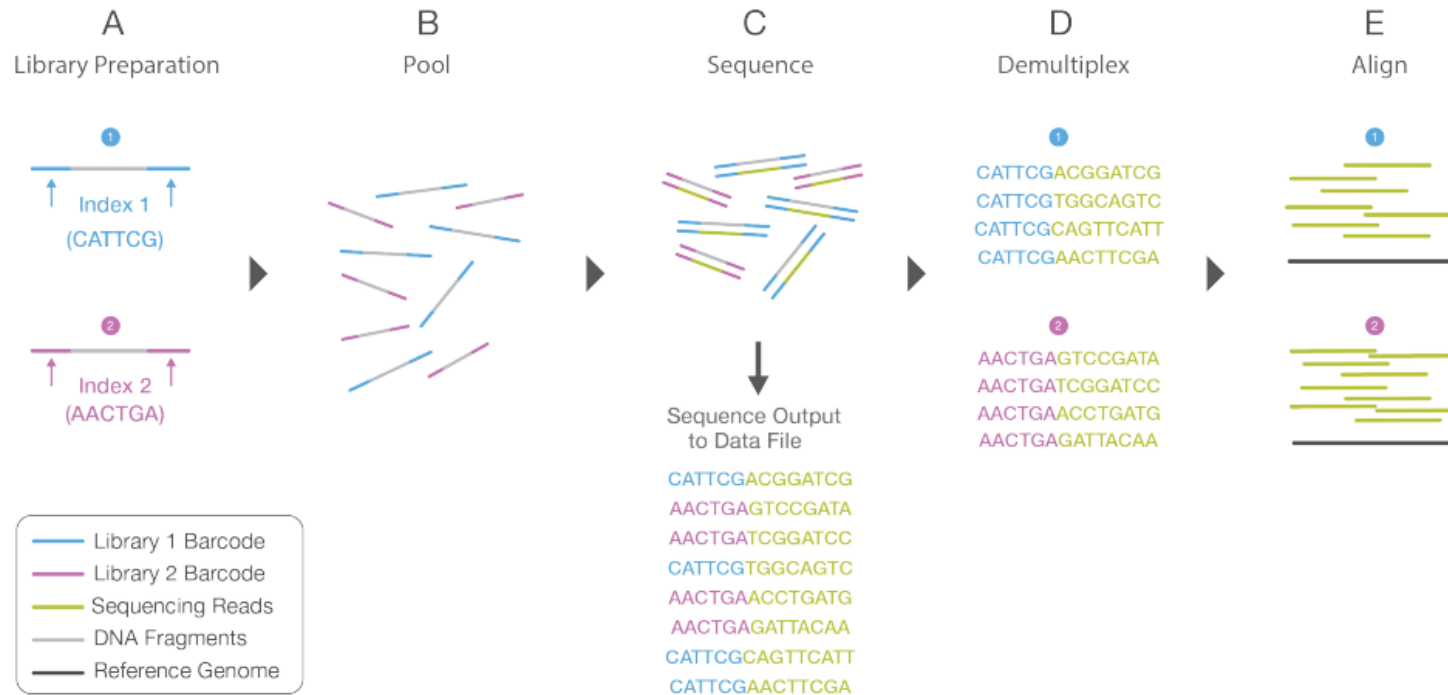 A
Library Preparation
1
Index 1
(CATTCG)
2
Index 2
(AACTGA)
B
Pool
C
Sequence
Sequence Output
to Data File
CATTCGACGGATCG
AACTGAGTCCGATA
AACTGATCGGATCC
CATTCGTGGCAGTC
AACTGAACCTGATG
AACTGAGATTACAA
CATTCGCAGTTCATT
CATTCGAACTTCGA
D
Demultiplex
1
CATTCGACGGATCG
CATTCGTGGCAGTC
CATTCGCAGTTCATT
CATTCGAACTTCGA
2
AACTGAGTCCGATA
AACTGATCGGATCC
AACTGAACCTGATG
AACTGAGATTACAA
E
Align
1
2
Library 1 Barcode
Library 2 Barcode
Sequencing Reads
DNA Fragments
Reference Genome